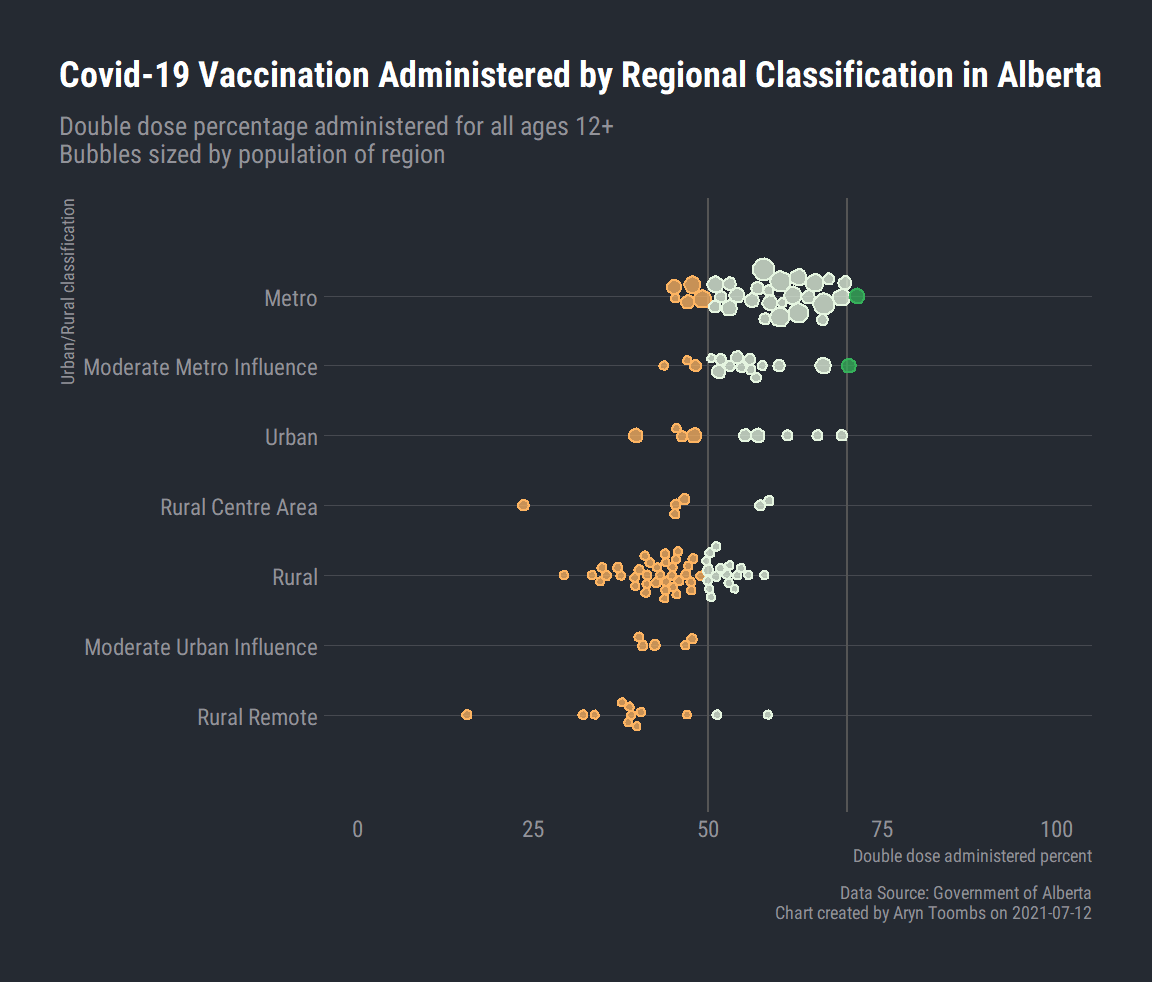 Covid-19 Vaccination Administered by Regional Classification in Alberta
Double dose percentage administered for all ages 12+
Bubbles sized by population of region
Urban/Rural classification
Metro
Moderate Metro Influence
Urban
Rural Centre Area
Rural
Moderate Urban Influence
Rural Remote
0 25 50 75 100
Double dose administered percent
Data Source: Government of Alberta
Chart created by Aryn Toombs on 2021-07-12